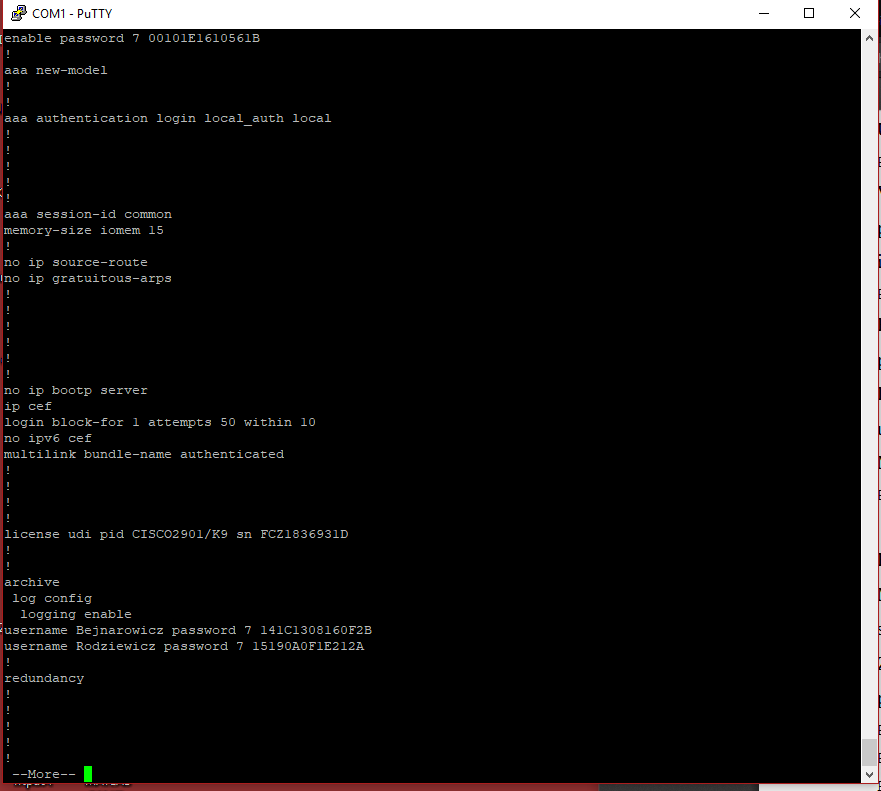 COM1 - PuTTY
enable password 7 00101E1610561B
!
aaa new-model
!
!
aaa authentication login local_auth local
!
!
!
!
!
aaa session-id common
memory-size iomem 15
!
no ip source-route
no ip gratuitous-arps
!
!
!
!
!
!
no ip bootp server
ip cef
login block-for 1 attempts 50 within 10
no ipv6 cef
multilink bundle-name authenticated
!
!
!
!
license udi pid CISCO2901/K9 sn FCZ1836931D
!
!
archive
 log config
  logging enable
username Bejnarowicz password 7 141C1308160F2B
username Rodziewicz password 7 15190A0F1E212A
!
redundancy
!
!
!
!
!
 --More--